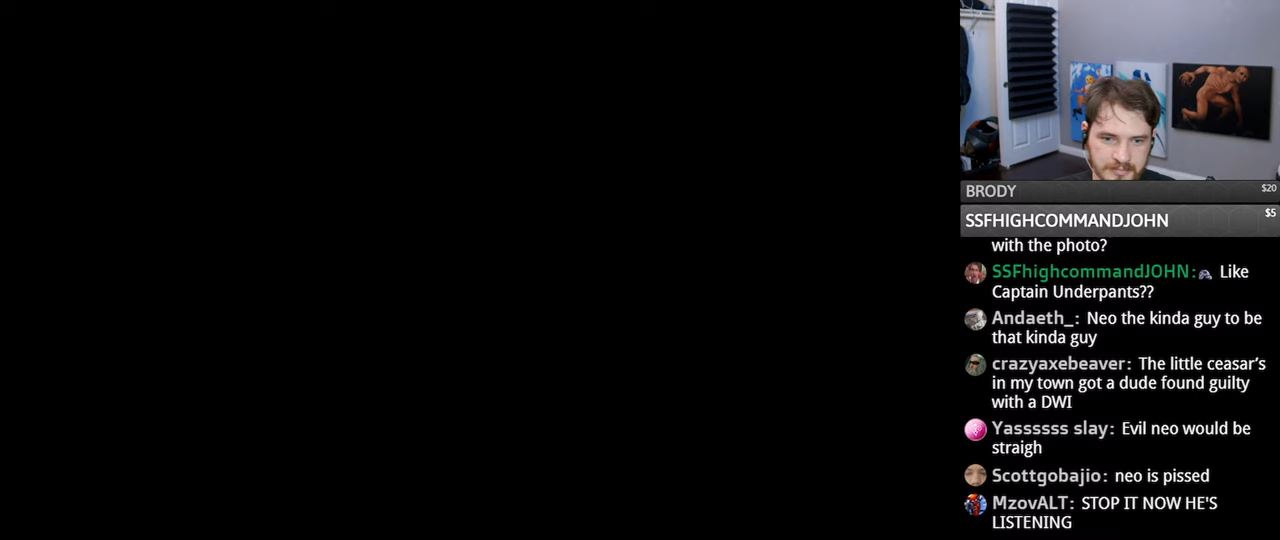 BRODY $20
SSFHIGHCOMMANDJOHN $5
with the photo?
SSFhighcommandJOHN: Like
Captain Underpants??
Andaeth_: Neo the kinda guy to be
that kinda guy
crazyaxebeaver: The little ceasar's
in my town got a dude found guilty
with a DWI
Yassssss slay: Evil neo would be
straigh
Scottgobajio: neo is pissed
MzovALT: STOP IT NOW HE'S
LISTENING